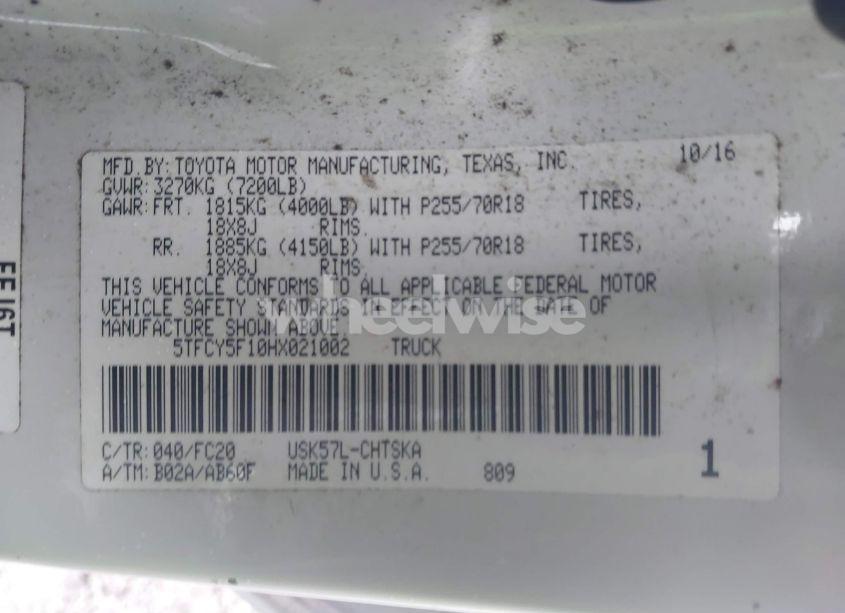 MFD.BY: TOYOTA MOTOR MANUFACTURING, TEXAS, INC. 10/16
GVWR: 3270KG (7200LB)
GAWR: FRT. 1815KG (4000LB) WITH P255/70R18 TIRES,
18X8J RIMS.
RR. 1885KG (4150LB) WITH P255/70R18 TIRES,
18X8J RIMS.
THIS VEHICLE CONFORMS TO ALL APPLICABLE FEDERAL MOTOR
VEHICLE SAFETY STANDARDS IN EFFECT ON THE DATE OF
MANUFACTURE SHOWN ABOVE.
wheelwise
5TFCY5F10HX021002 TRUCK
C/TR: 040/FC20 USK57L-CHTSKA 1
A/TM: B02A/AB60F MADE IN U.S.A. 809